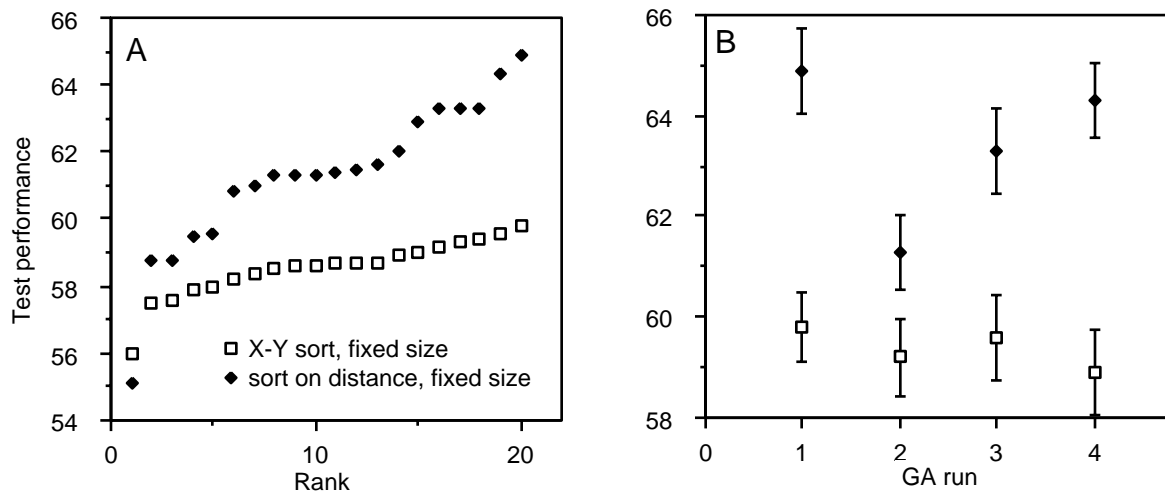 A
66
64
62
60
58
56
54
Test performance
X-Y sort, fixed size
sort on distance, fixed size
0
10
20
Rank
B
66
64
62
60
58
0
1
2
3
4
GA run